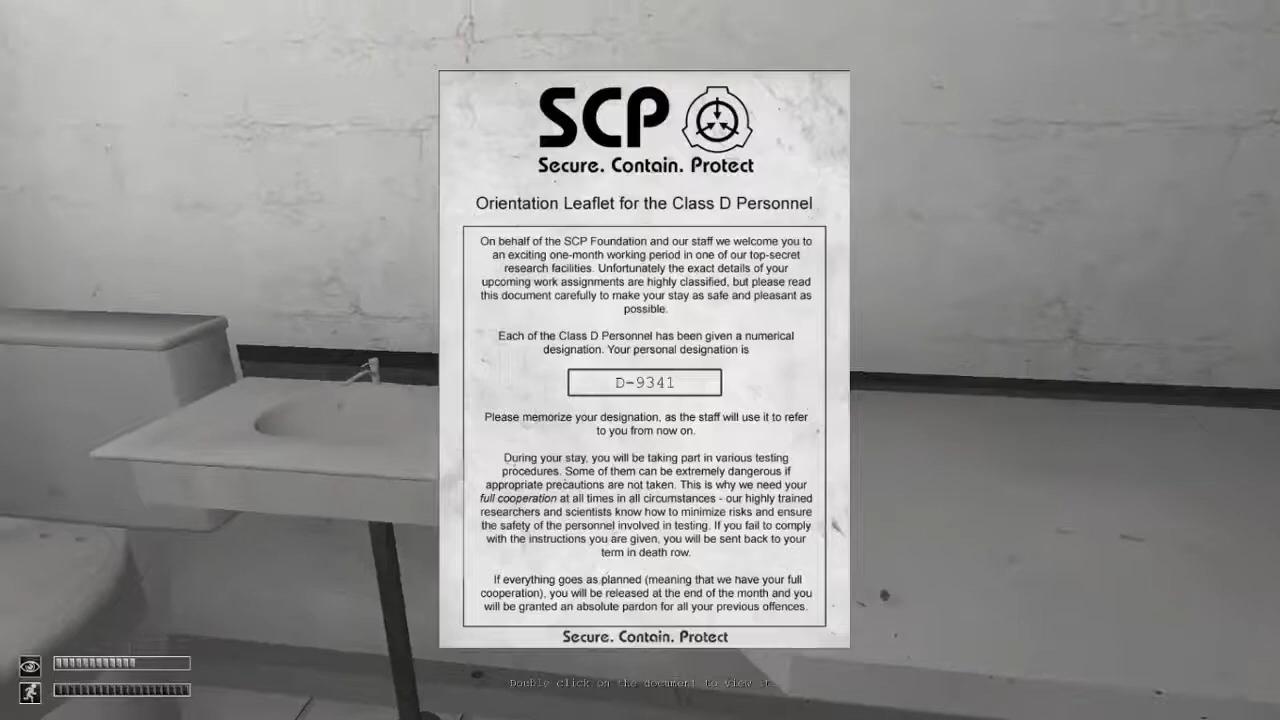 SCP
Secure. Contain. Protect
Orientation Leaflet for the Class D Personnel
On behalf of the SCP Foundation and our staff we welcome you to
an exciting one-month working period in one of our top-secret
research facilities. Unfortunately the exact details of your
upcoming work assignments are highly classified, but please read
this document carefully to make your stay as safe and pleasant as
possible.
Each of the Class D Personnel has been given a numerical
designation. Your personal designation is
D-9341
Please memorize your designation, as the staff will use it to refer
to you from now on.
During your stay, you will be taking part in various testing
procedures. Some of them can be extremely dangerous if
appropriate precautions are not taken. This is why we need your
full cooperation at all times in all circumstances - our highly trained
researchers and scientists know how to minimize risks and ensure
the safety of the personnel involved in testing. If you fail to comply
with the instructions you are given, you will be sent back to your
term in death row.
If everything goes as planned (meaning that we have your full
cooperation), you will be released at the end of the month and you
will be granted an absolute pardon for all your previous offences.
Secure. Contain. Protect
Double click on the document to view it.